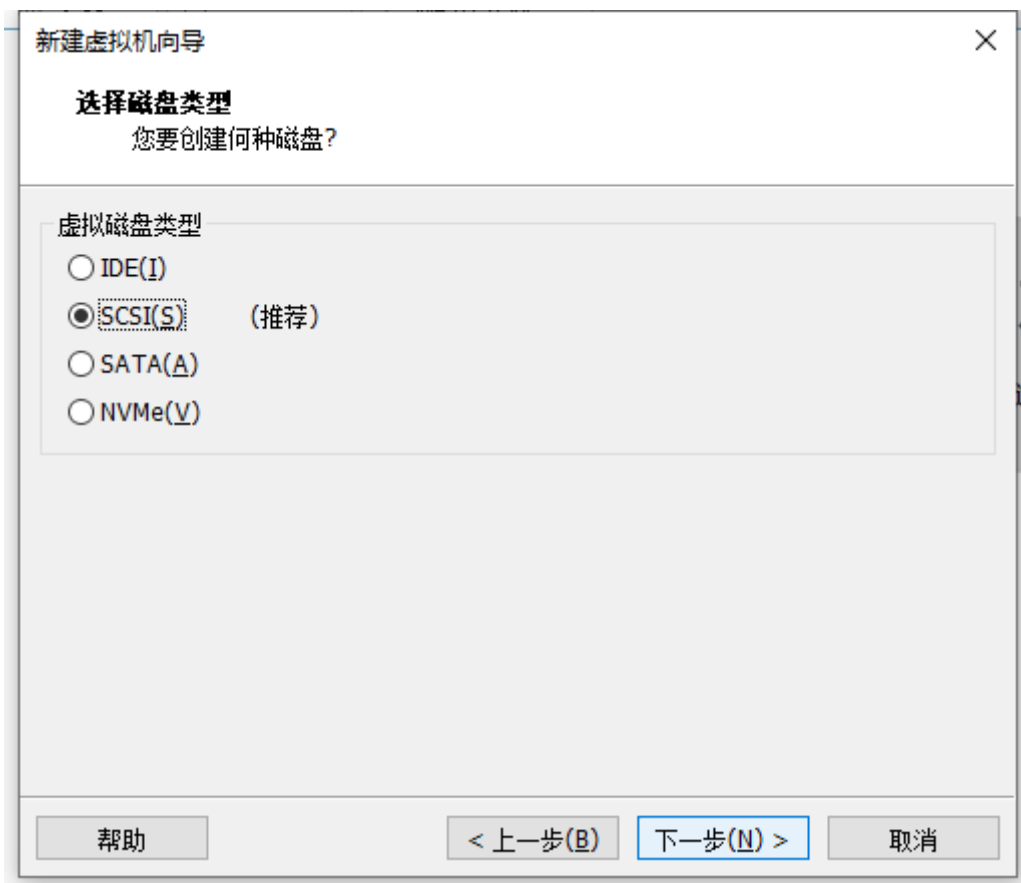 新建虚拟机向导
选择磁盘类型
您要创建何种磁盘?
虚拟磁盘类型
IDE(I)
SCSI(S) (推荐)
SATA(A)
NVMe(V)
帮助 < 上一步(B) 下一步(N) > 取消